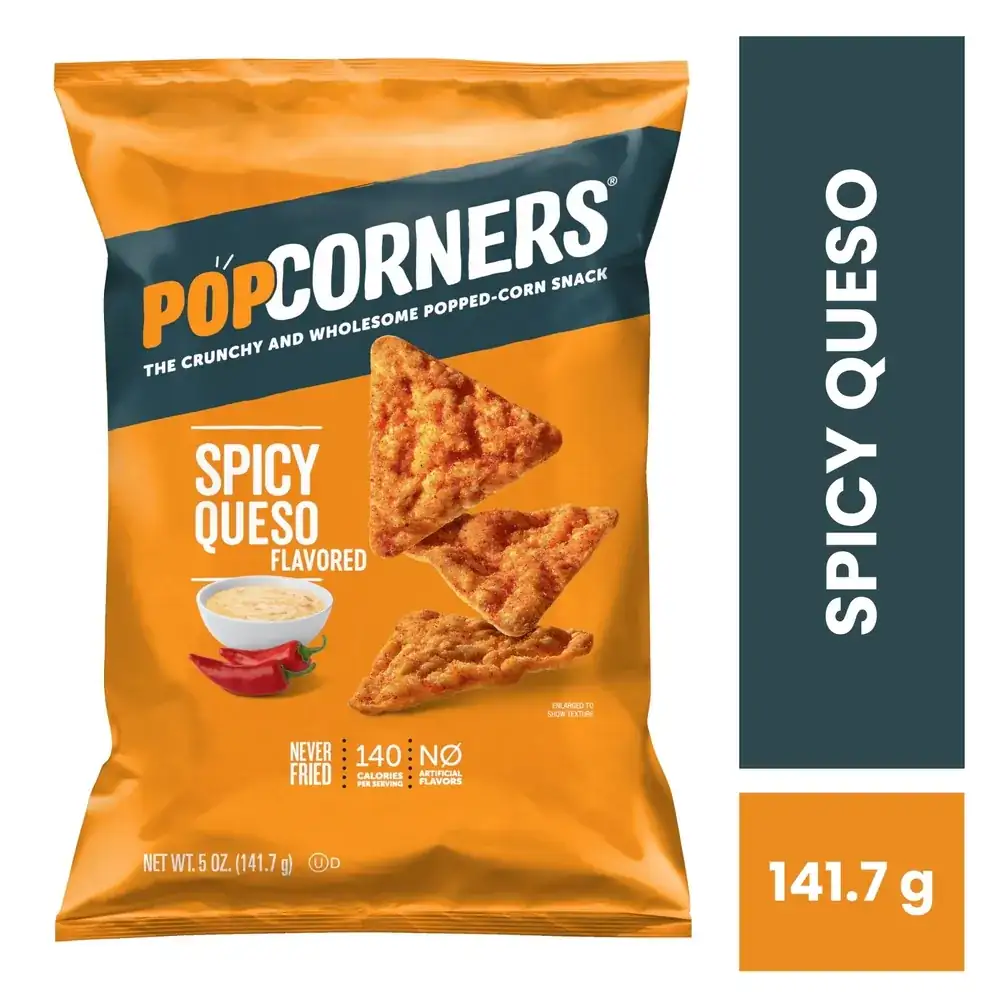 POPCORNERS®
THE CRUNCHY AND WHOLESOME POPPED-CORN SNACK
SPICY
QUESO
FLAVORED
ENLARGED TO
SHOW TEXTURE
NEVER
FRIED
140
CALORIES
PER SERVING
NØ
ARTIFICIAL
FLAVORS
NET WT. 5 OZ. (141.7 g) U D
SPICY QUESO
141.7 g